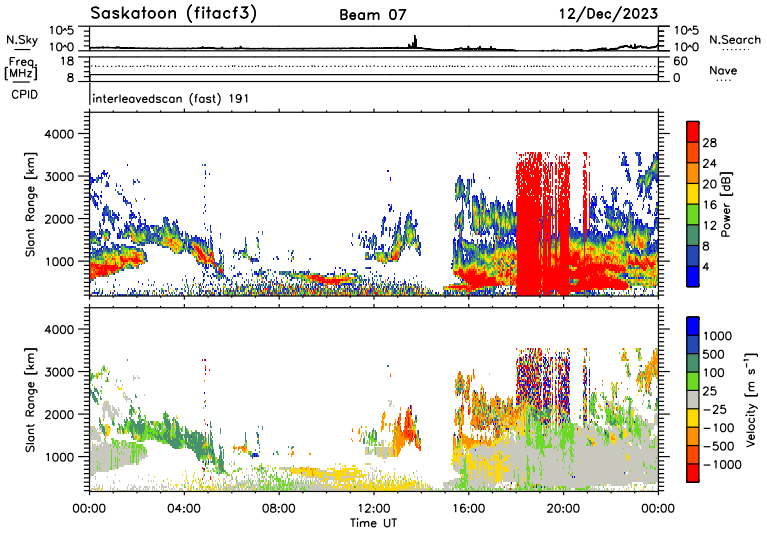 Saskatoon (fitacf3) Beam 07 12/Dec/2023
N.Sky 10^5 10^0 10^5 10^0 N.Search
Freq. [MHz] 18 8 60 0 Nave
CPID interleavedscan (fast) 191
Slant Range [km]
4000
3000
2000
1000
Power [dB]
28
24
20
16
12
8
4
Slant Range [km]
4000
3000
2000
1000
Velocity [m s⁻¹]
1000
500
100
25
−25
−100
−500
−1000
00:00 04:00 08:00 12:00 16:00 20:00 00:00
Time UT